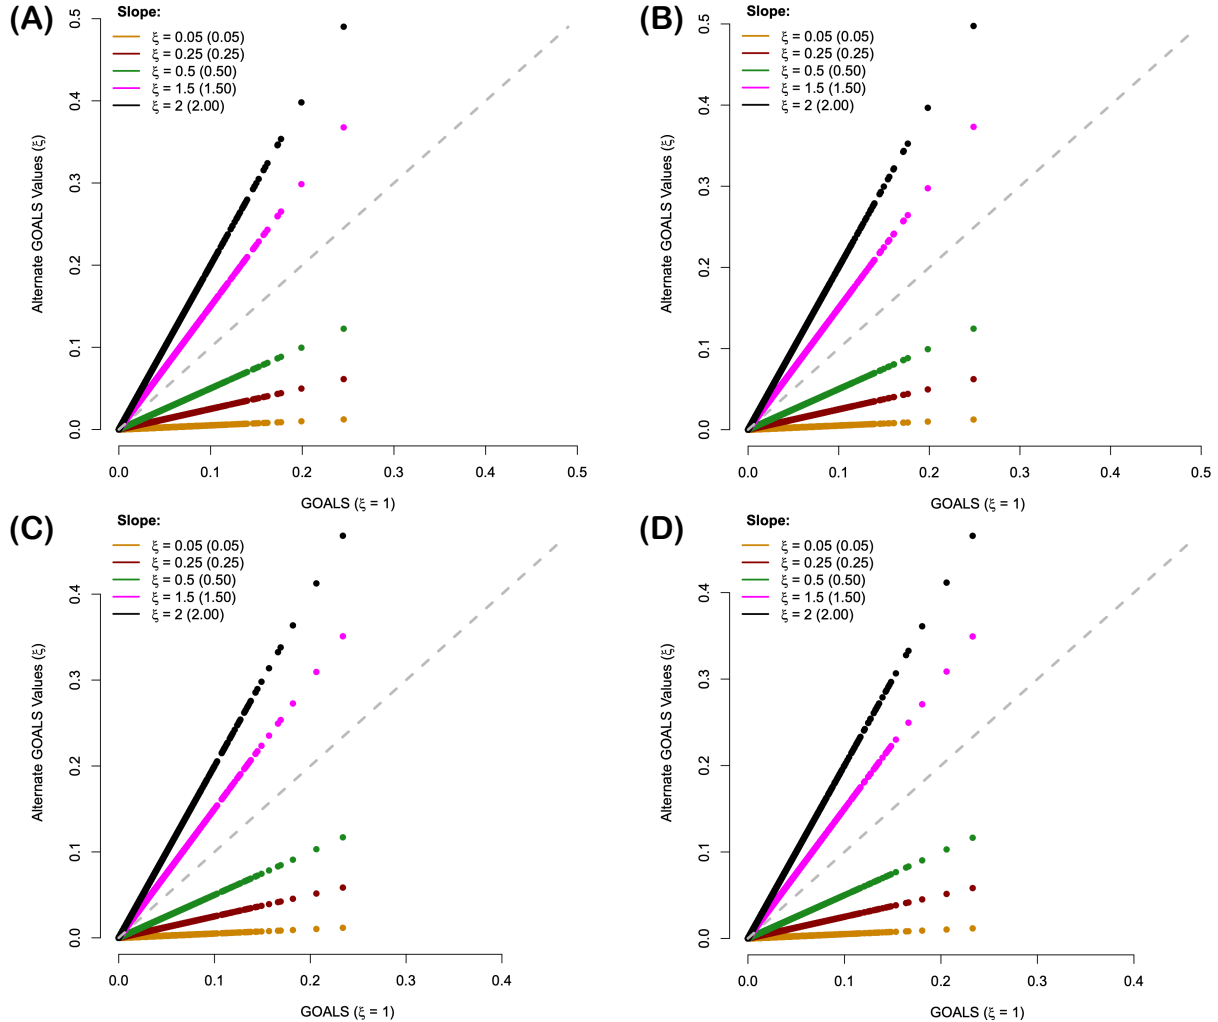 (A)
Slope:
ξ = 0.05 (0.05)
ξ = 0.25 (0.25)
ξ = 0.5 (0.50)
ξ = 1.5 (1.50)
ξ = 2 (2.00)
Alternate GOALS Values (ξ)
0.5
0.4
0.3
0.2
0.1
0.0
0.0 0.1 0.2 0.3 0.4 0.5
GOALS (ξ = 1)
(B)
Slope:
ξ = 0.05 (0.05)
ξ = 0.25 (0.25)
ξ = 0.5 (0.50)
ξ = 1.5 (1.50)
ξ = 2 (2.00)
Alternate GOALS Values (ξ)
0.5
0.4
0.3
0.2
0.1
0.0
0.0 0.1 0.2 0.3 0.4 0.5
GOALS (ξ = 1)
(C)
Slope:
ξ = 0.05 (0.05)
ξ = 0.25 (0.25)
ξ = 0.5 (0.50)
ξ = 1.5 (1.50)
ξ = 2 (2.00)
Alternate GOALS Values (ξ)
0.4
0.3
0.2
0.1
0.0
0.0 0.1 0.2 0.3 0.4
GOALS (ξ = 1)
(D)
Slope:
ξ = 0.05 (0.05)
ξ = 0.25 (0.25)
ξ = 0.5 (0.50)
ξ = 1.5 (1.50)
ξ = 2 (2.00)
Alternate GOALS Values (ξ)
0.4
0.3
0.2
0.1
0.0
0.0 0.1 0.2 0.3 0.4
GOALS (ξ = 1)